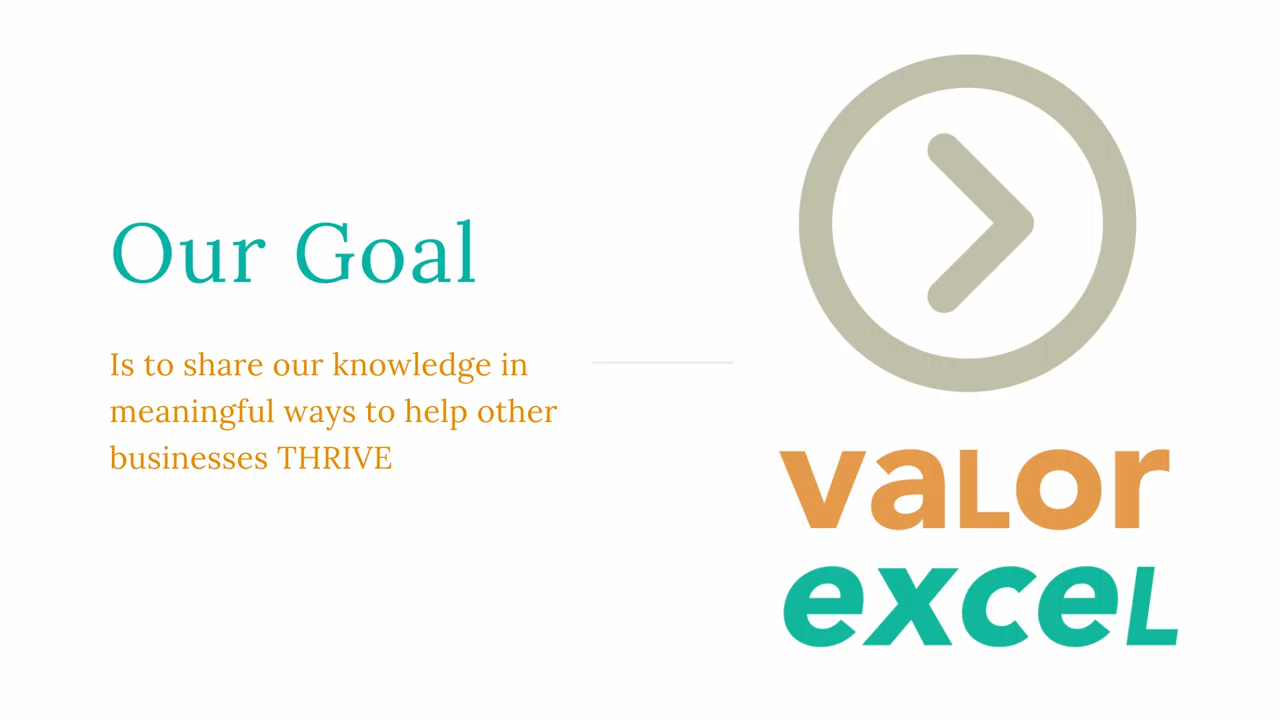 Our Goal
Is to share our knowledge in
meaningful ways to help other
businesses THRIVE
vaLor
exceL